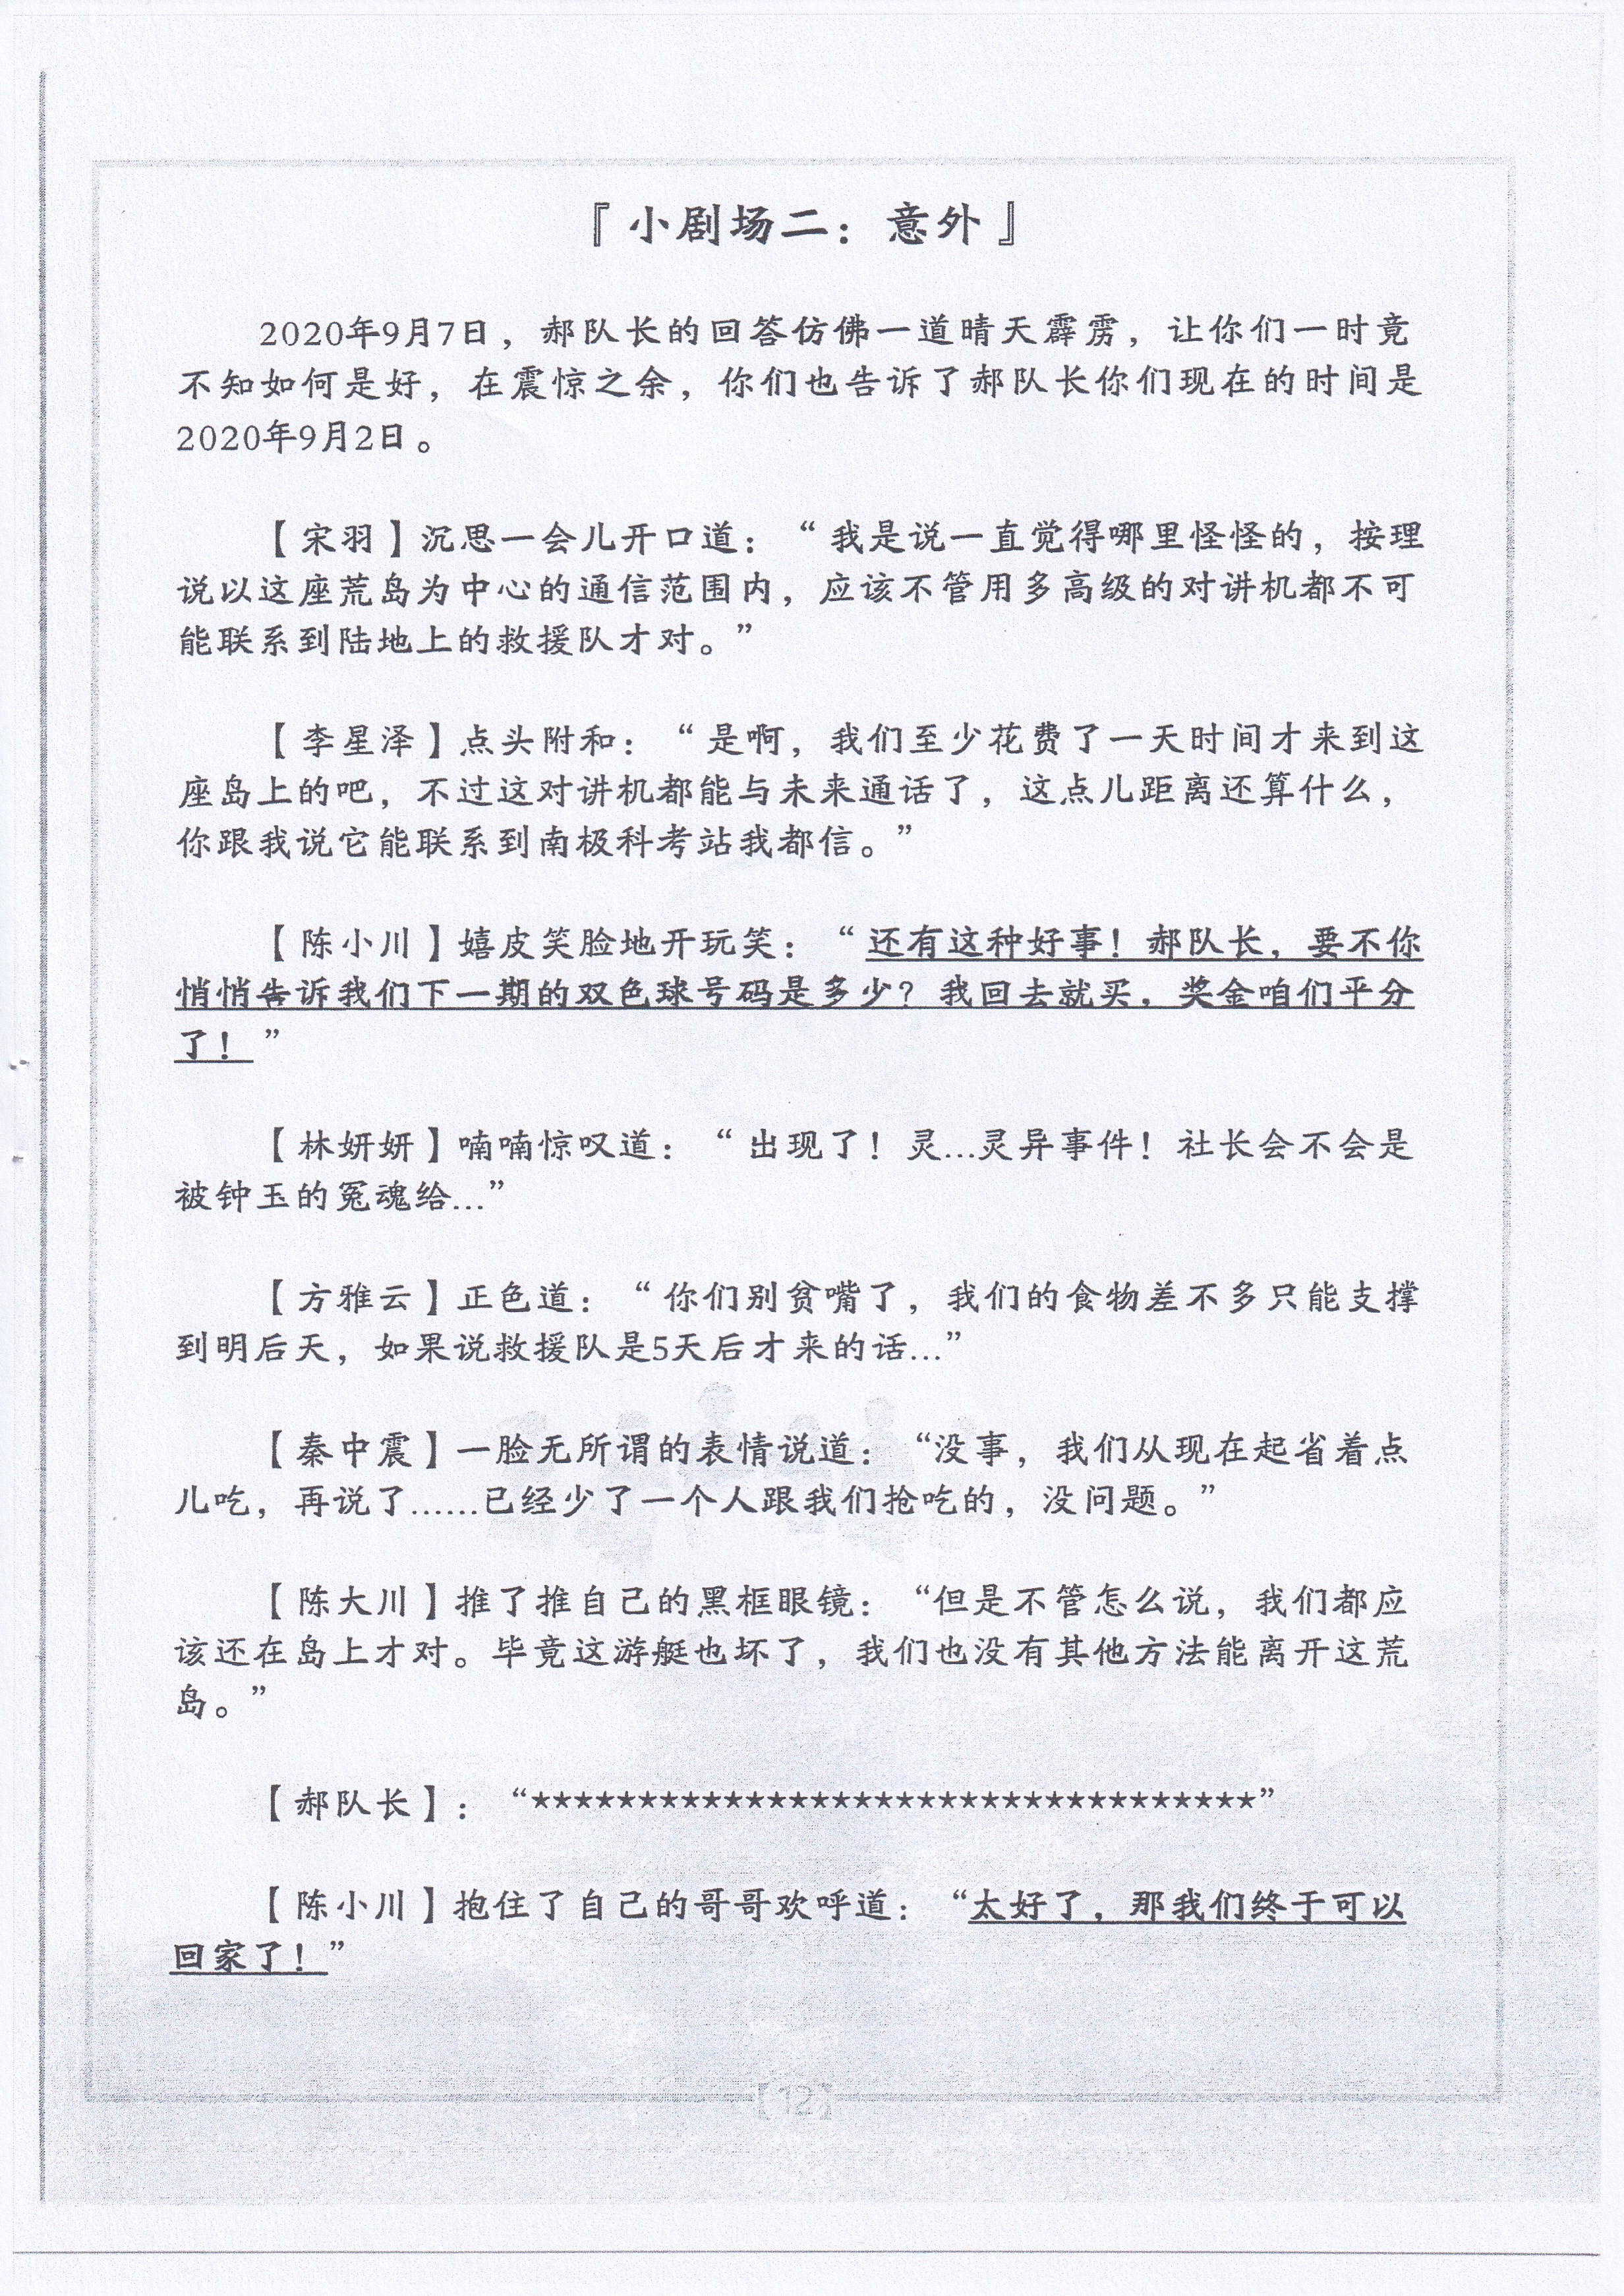 『小剧场二：意外』
2020年9月7日，郝队长的回答仿佛一道晴天霹雳，让你们一时竟
不知如何是好，在震惊之余，你们也告诉了郝队长你们现在的时间是
2020年9月2日。
【宋羽】沉思一会儿开口道：“我是说一直觉得哪里怪怪的，按理
说以这座荒岛为中心的通信范围内，应该不管用多高级的对讲机都不可
能联系到陆地上的救援队才对。”
【李星泽】点头附和：“是啊，我们至少花费了一天时间才来到这
座岛上的吧，不过这对讲机都能与未来通话了，这点儿距离还算什么，
你跟我说它能联系到南极科考站我都信。”
【陈小川】嬉皮笑脸地开玩笑：“还有这种好事！郝队长，要不你
悄悄告诉我们下一期的双色球号码是多少？我回去就买，奖金咱们平分
了！”
【林妍妍】喃喃惊叹道：“出现了！灵...灵异事件！社长会不会是
被钟玉的冤魂给...”
【方雅云】正色道：“你们别贫嘴了，我们的食物差不多只能支撑
到明后天，如果说救援队是5天后才来的话...”
【秦中震】一脸无所谓的表情说道：“没事，我们从现在起省着点
儿吃，再说了......已经少了一个人跟我们抢吃的，没问题。”
【陈大川】推了推自己的黑框眼镜：“但是不管怎么说，我们都应
该还在岛上才对。毕竟这游艇也坏了，我们也没有其他方法能离开这荒
岛。”
【郝队长】：“**********************************”
【陈小川】抱住了自己的哥哥欢呼道：“太好了，那我们终于可以
回家了！”
【12】